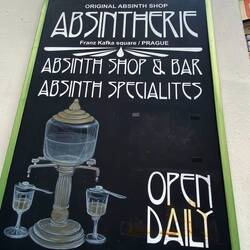 ORIGINAL ABSINTH SHOP
ABSINTHERIE
Franz Kafka square / PRAGUE
ABSINTH SHOP & BAR
ABSINTH SPECIALITES
OPEN
DAILY